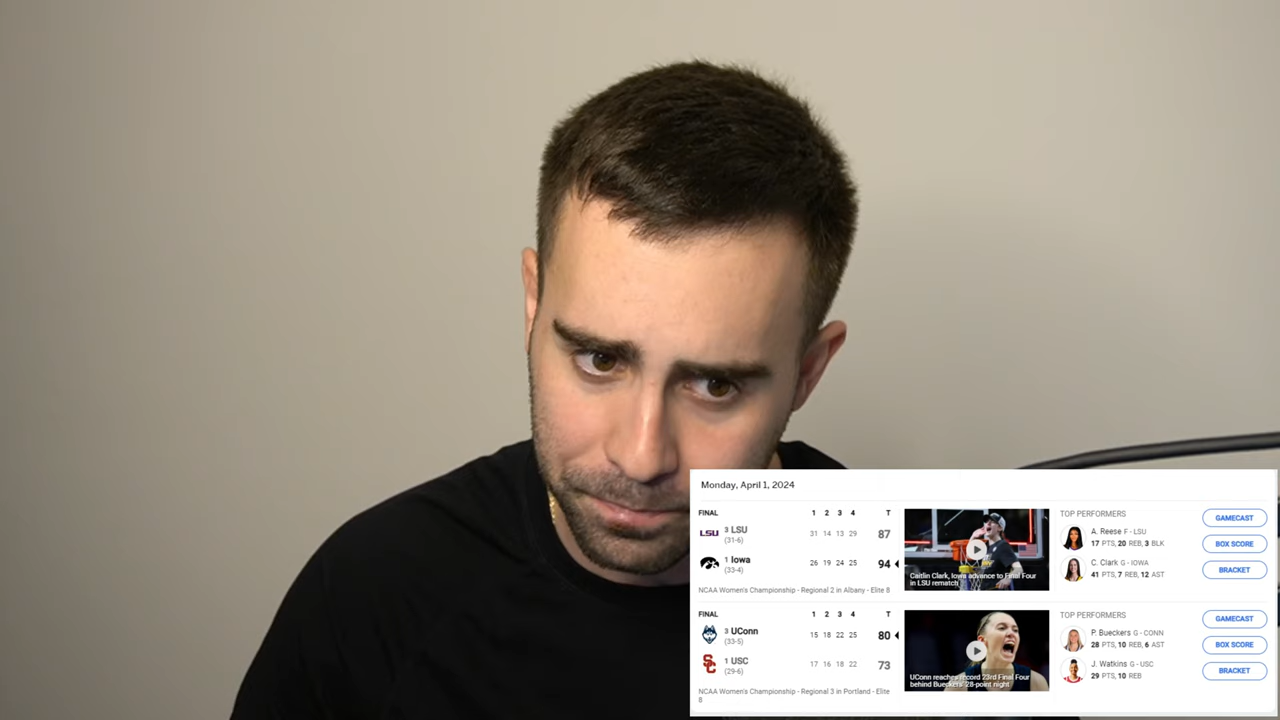 Monday, April 1, 2024
FINAL 1 2 3 4 T
LSU 3 LSU 31 14 13 29 87
(31-6)
1 Iowa 26 19 24 25 94
(33-4)
NCAA Women's Championship - Regional 2 in Albany - Elite 8
Caitlin Clark, Iowa advance to Final Four
in LSU rematch
TOP PERFORMERS
A. Reese F - LSU
17 PTS, 20 REB, 3 BLK
C. Clark G - IOWA
41 PTS, 7 REB, 12 AST
GAMECAST
BOX SCORE
BRACKET
FINAL 1 2 3 4 T
3 UConn 15 18 22 25 80
(33-5)
SC 1 USC 17 16 18 22 73
(29-6)
NCAA Women's Championship - Regional 3 in Portland - Elite
8
UConn reaches record 23rd Final Four
behind Bueckers' 28-point night
TOP PERFORMERS
P. Bueckers G - CONN
28 PTS, 10 REB, 6 AST
J. Watkins G - USC
29 PTS, 10 REB
GAMECAST
BOX SCORE
BRACKET